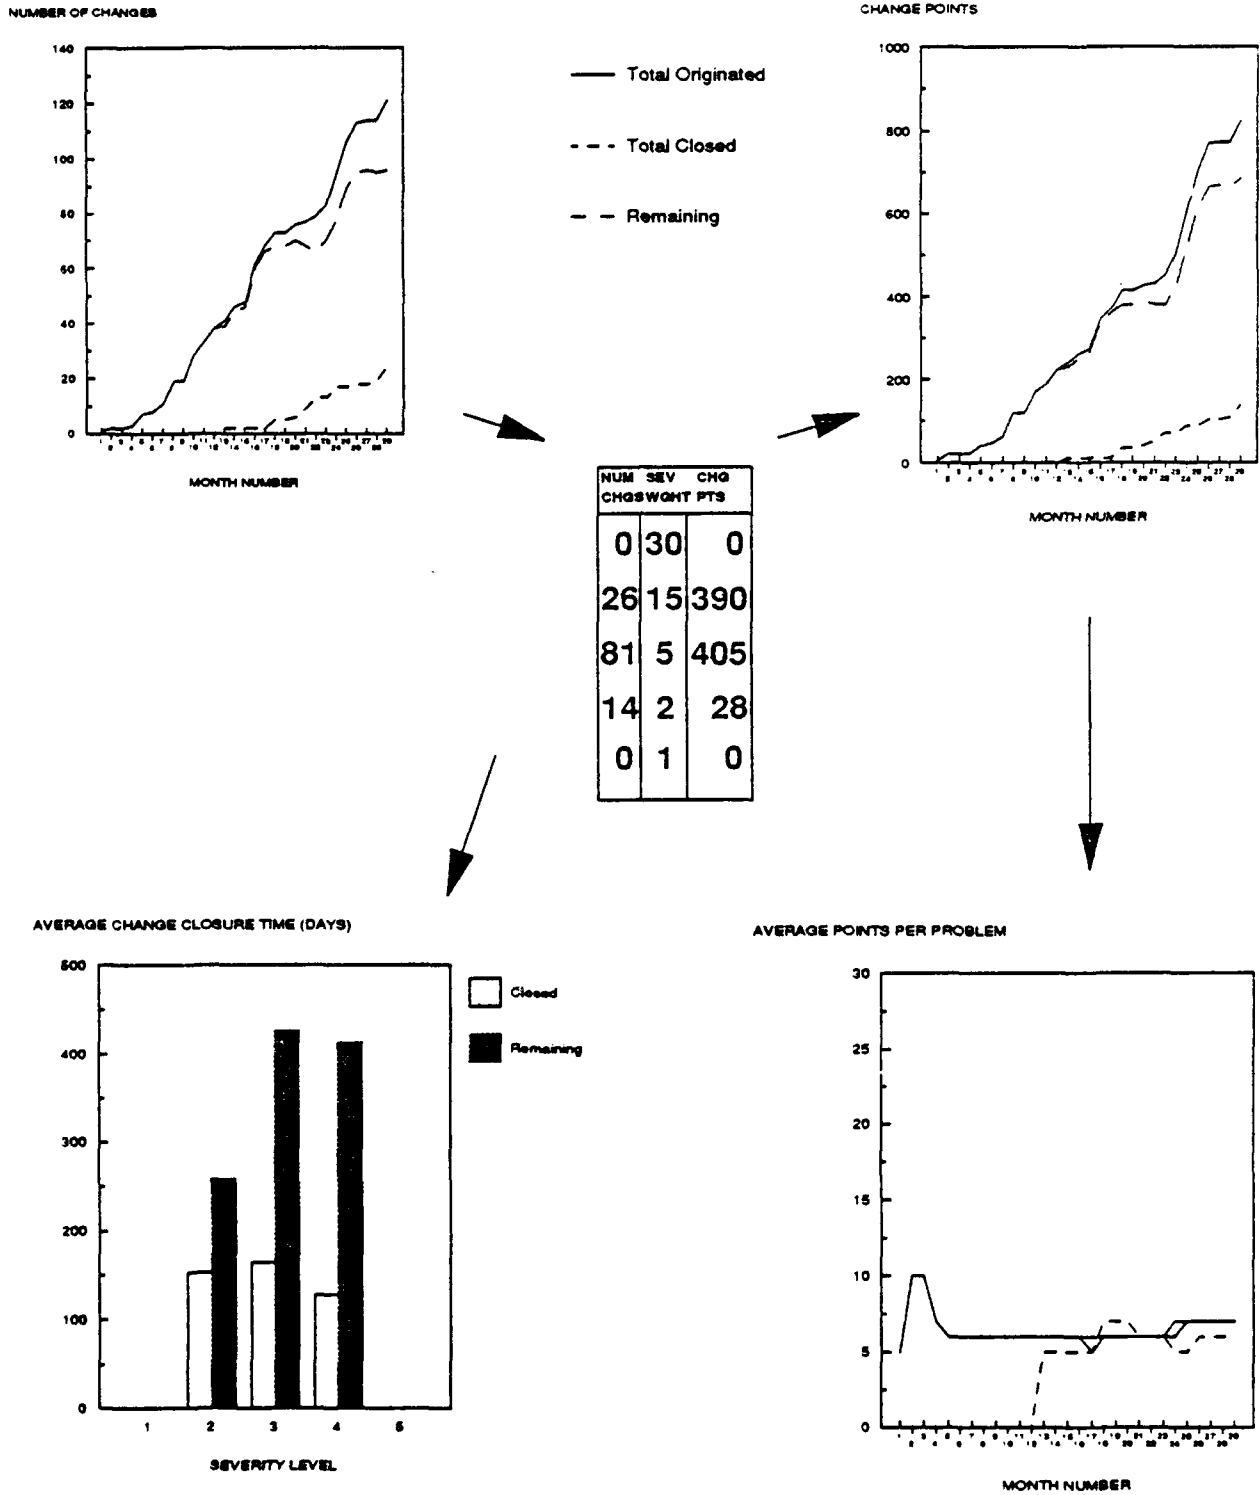 NUMBER OF CHANGES
140
120
100
80
60
40
20
0
MONTH NUMBER
Total Originated
Total Closed
Remaining
CHANGE POINTS
1000
800
600
400
200
0
MONTH NUMBER
NUM SEV CHG
CHGS WGHT PTS
0 30 0
26 15 390
81 5 405
14 2 28
0 1 0
AVERAGE CHANGE CLOSURE TIME (DAYS)
500
400
300
200
100
0
1 2 3 4 5
SEVERITY LEVEL
Closed
Remaining
AVERAGE POINTS PER PROBLEM
30
25
20
15
10
5
0
MONTH NUMBER